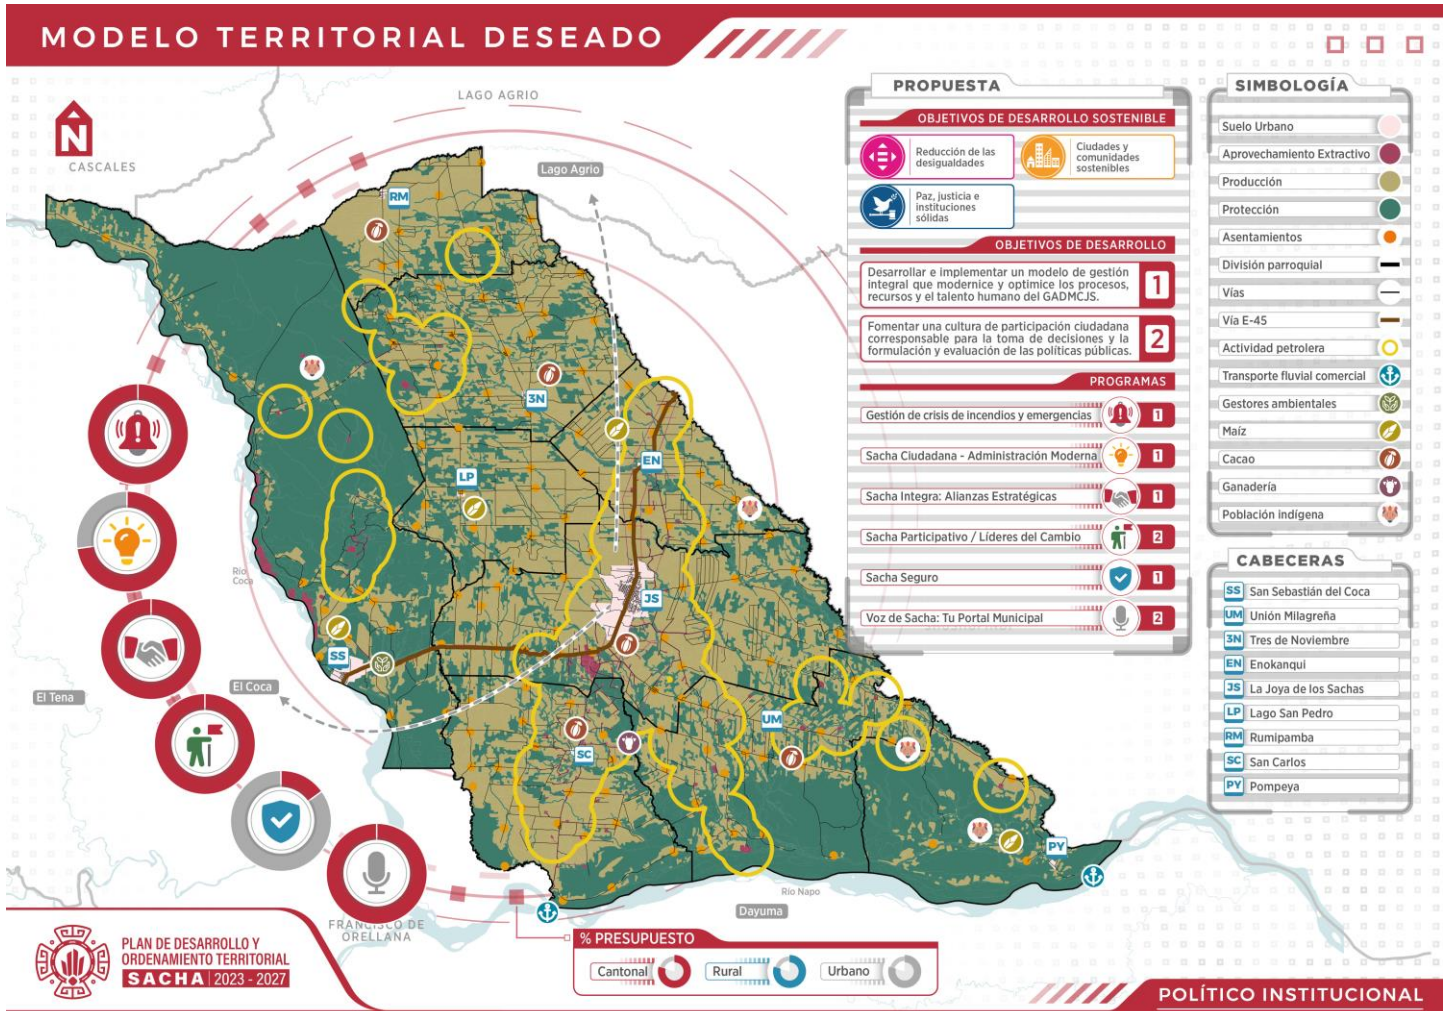 MODELO TERRITORIAL DESEADO
LAGO AGRIO
N
CASCALES
Lago Agrio
RM
3N
LP
EN
JS
SS
SC
UM
PY
Río
Coca
El Tena
El Coca
Río Napo
Dayuma
FRANCISCO DE
ORELLANA
PROPUESTA
OBJETIVOS DE DESARROLLO SOSTENIBLE
Reducción de las
desigualdades
Ciudades y
comunidades
sostenibles
Paz, justicia e
instituciones
sólidas
OBJETIVOS DE DESARROLLO
Desarrollar e implementar un modelo de gestión
integral que modernice y optimice los procesos,
recursos y el talento humano del GADMCJS.
1
Fomentar una cultura de participación ciudadana
corresponsable para la toma de decisiones y la
formulación y evaluación de las políticas públicas.
2
PROGRAMAS
Gestión de crisis de incendios y emergencias 1
Sacha Ciudadana - Administración Moderna 1
Sacha Integra: Alianzas Estratégicas 1
Sacha Participativo / Líderes del Cambio 2
Sacha Seguro 1
Voz de Sacha: Tu Portal Municipal 2
SIMBOLOGÍA
Suelo Urbano
Aprovechamiento Extractivo
Producción
Protección
Asentamientos
División parroquial
Vías
Vía E-45
Actividad petrolera
Transporte fluvial comercial
Gestores ambientales
Maíz
Cacao
Ganadería
Población indígena
CABECERAS
SS San Sebastián del Coca
UM Unión Milagreña
3N Tres de Noviembre
EN Enokanqui
JS La Joya de los Sachas
LP Lago San Pedro
RM Rumipamba
SC San Carlos
PY Pompeya
PLAN DE DESARROLLO Y
ORDENAMIENTO TERRITORIAL
SACHA | 2023 - 2027
% PRESUPUESTO
Cantonal
Rural
Urbano
POLÍTICO INSTITUCIONAL